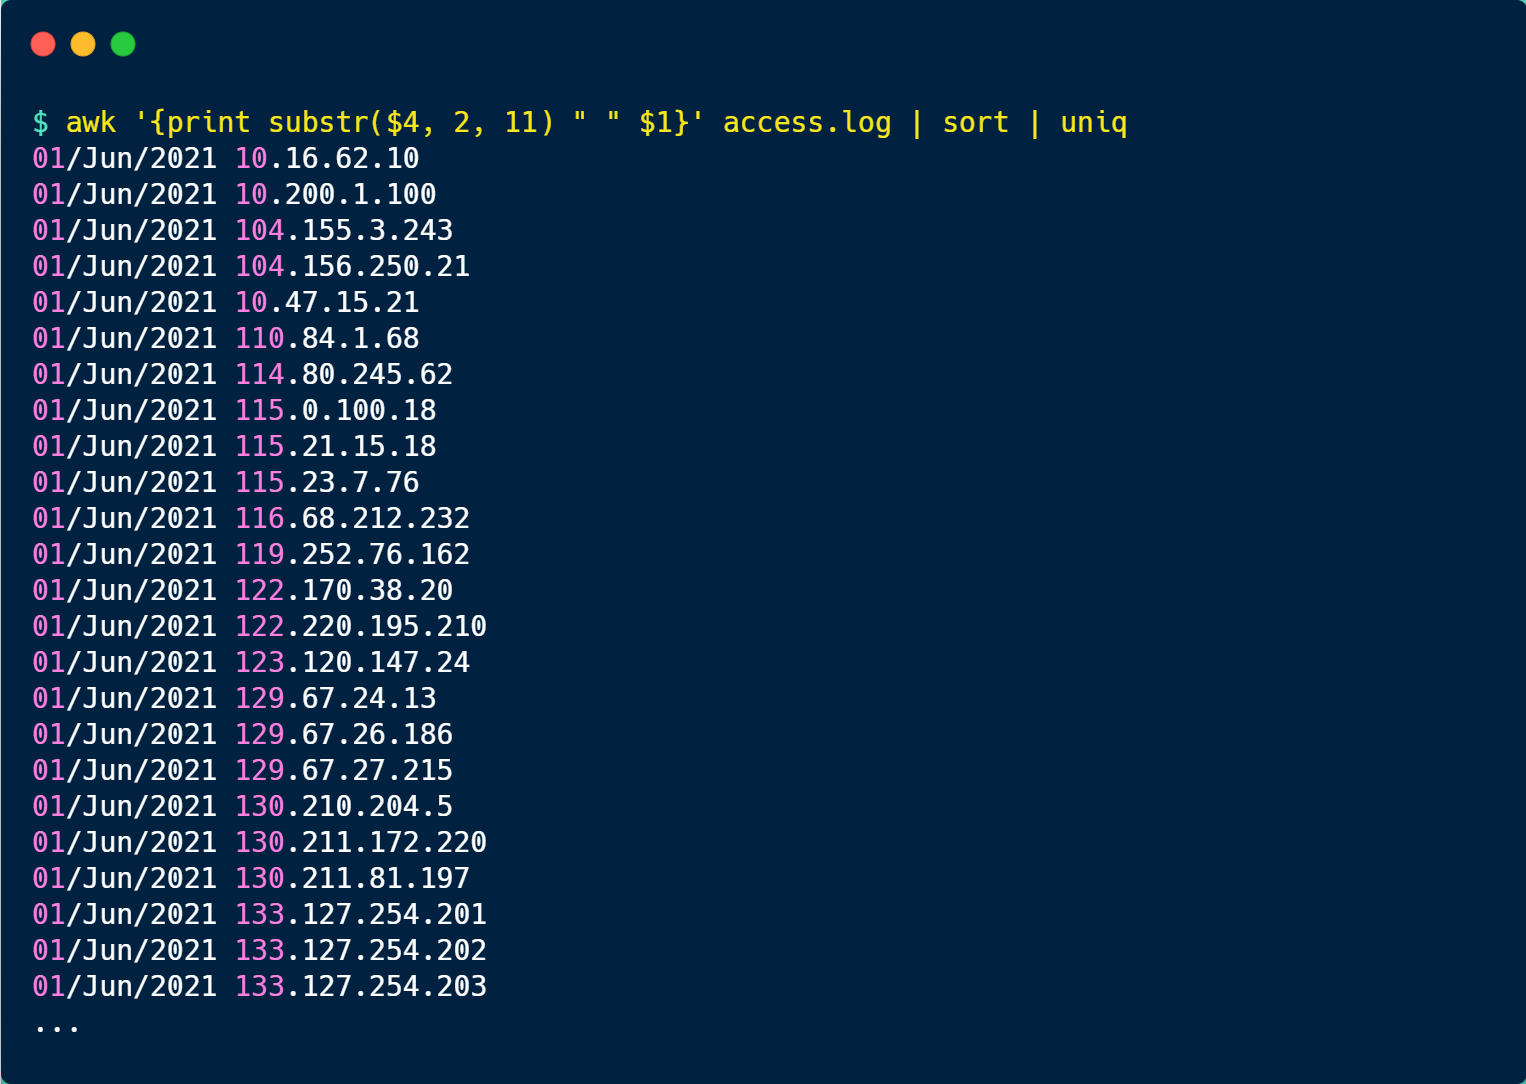 $ awk '{print substr($4, 2, 11) " " $1}' access.log | sort | uniq
01/Jun/2021 10.16.62.10
01/Jun/2021 10.200.1.100
01/Jun/2021 104.155.3.243
01/Jun/2021 104.156.250.21
01/Jun/2021 10.47.15.21
01/Jun/2021 110.84.1.68
01/Jun/2021 114.80.245.62
01/Jun/2021 115.0.100.18
01/Jun/2021 115.21.15.18
01/Jun/2021 115.23.7.76
01/Jun/2021 116.68.212.232
01/Jun/2021 119.252.76.162
01/Jun/2021 122.170.38.20
01/Jun/2021 122.220.195.210
01/Jun/2021 123.120.147.24
01/Jun/2021 129.67.24.13
01/Jun/2021 129.67.26.186
01/Jun/2021 129.67.27.215
01/Jun/2021 130.210.204.5
01/Jun/2021 130.211.172.220
01/Jun/2021 130.211.81.197
01/Jun/2021 133.127.254.201
01/Jun/2021 133.127.254.202
01/Jun/2021 133.127.254.203
...